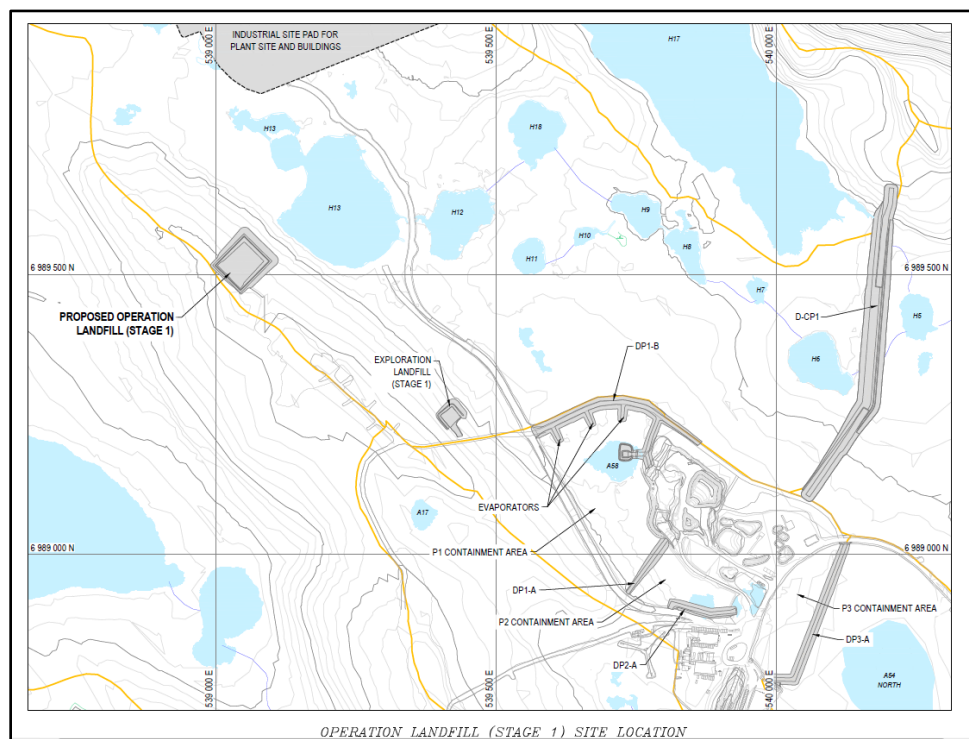 INDUSTRIAL SITE PAD FOR
PLANT SITE AND BUILDINGS
539 000 E
539 500 E
540 000 E
H17
H13
H18
H13
H12
H9
H10
H8
H11
6 989 500 N
6 989 500 N
H7
PROPOSED OPERATION
LANDFILL (STAGE 1)
D-CP1
H5
DP1-B
H6
EXPLORATION
LANDFILL
(STAGE 1)
A58
EVAPORATORS
A17
P1 CONTAINMENT AREA
6 989 000 N
6 989 000 N
DP1-A
P2 CONTAINMENT AREA
P3 CONTAINMENT AREA
DP3-A
DP2-A
A54
NORTH
539 000 E
539 500 E
540 000 E
OPERATION LANDFILL (STAGE 1) SITE LOCATION